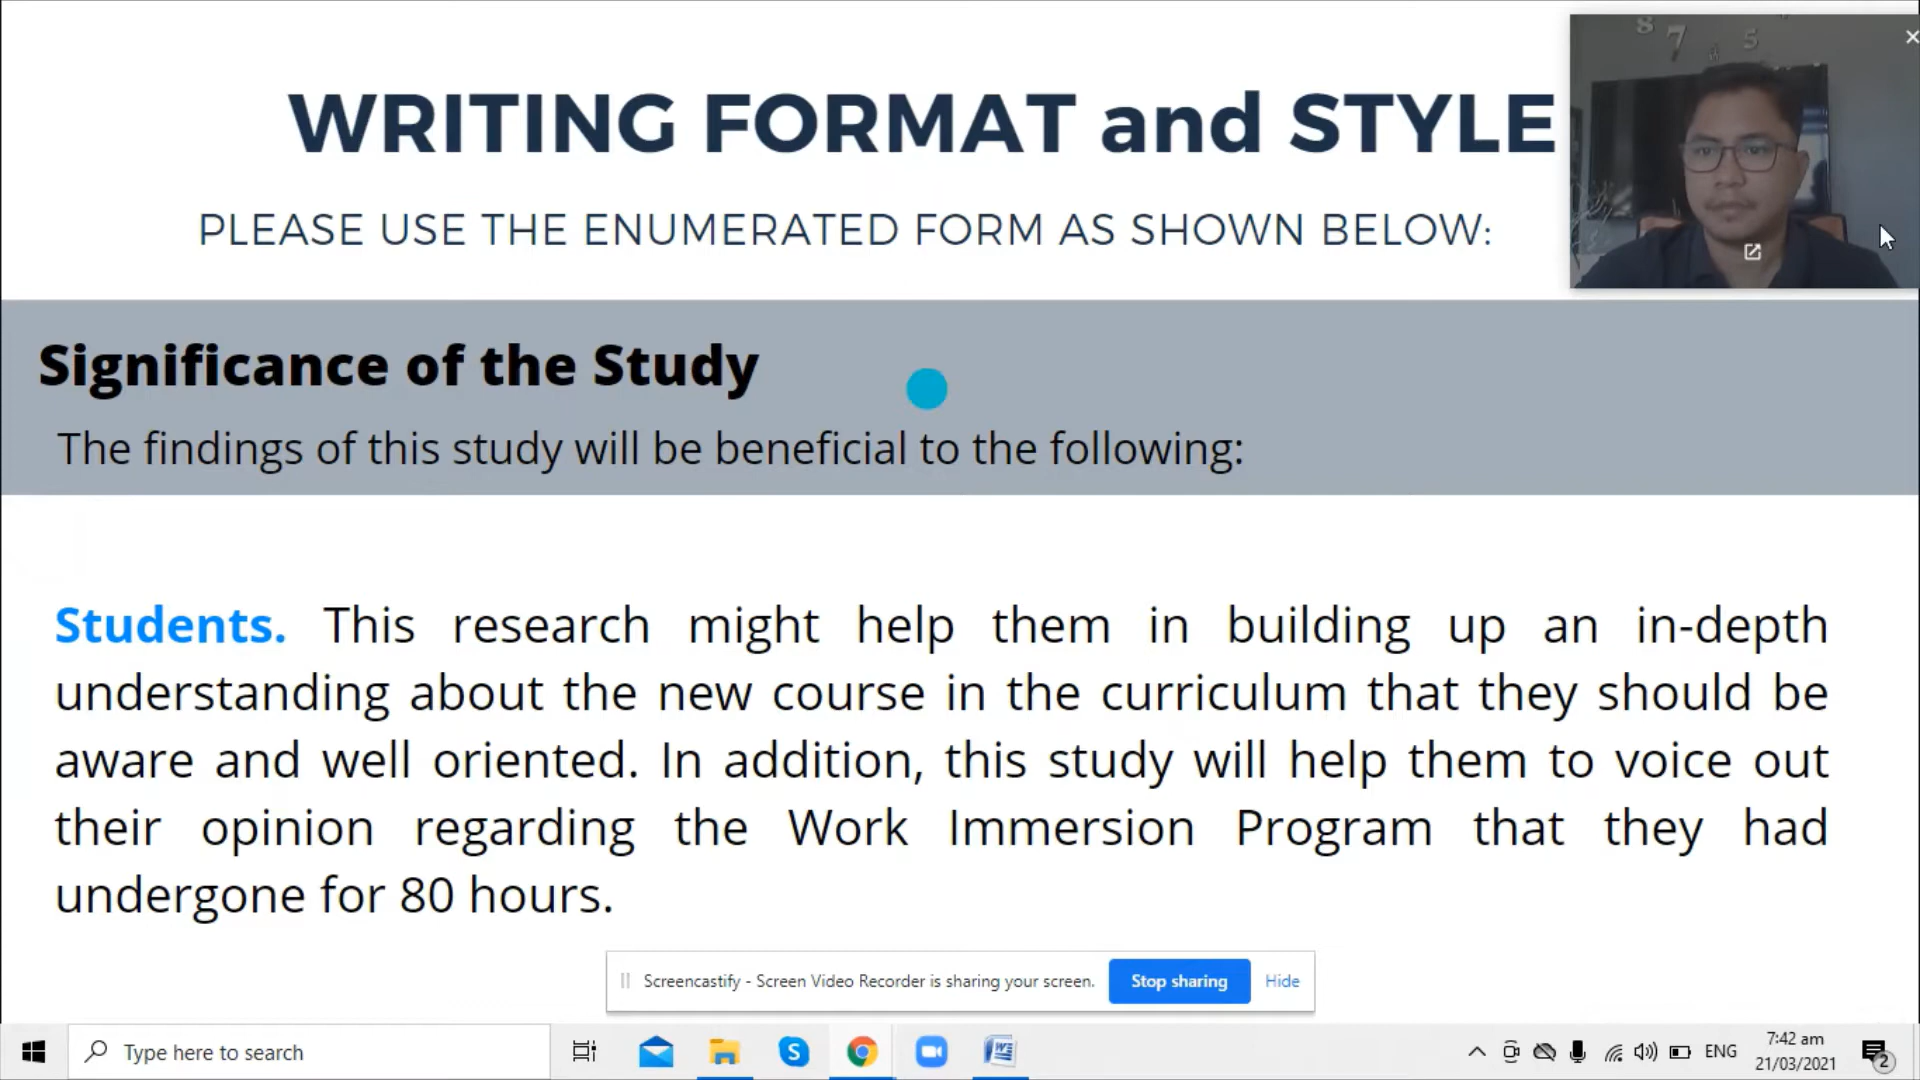 WRITING FORMAT and STYLE
PLEASE USE THE ENUMERATED FORM AS SHOWN BELOW:
Significance of the Study
The findings of this study will be beneficial to the following:
Students. This research might help them in building up an in-depth
understanding about the new course in the curriculum that they should be
aware and well oriented. In addition, this study will help them to voice out
their opinion regarding the Work Immersion Program that they had
undergone for 80 hours.
8 7 5
Screencastify - Screen Video Recorder is sharing your screen. Stop sharing Hide
Type here to search
ENG
7:42 am
21/03/2021
2